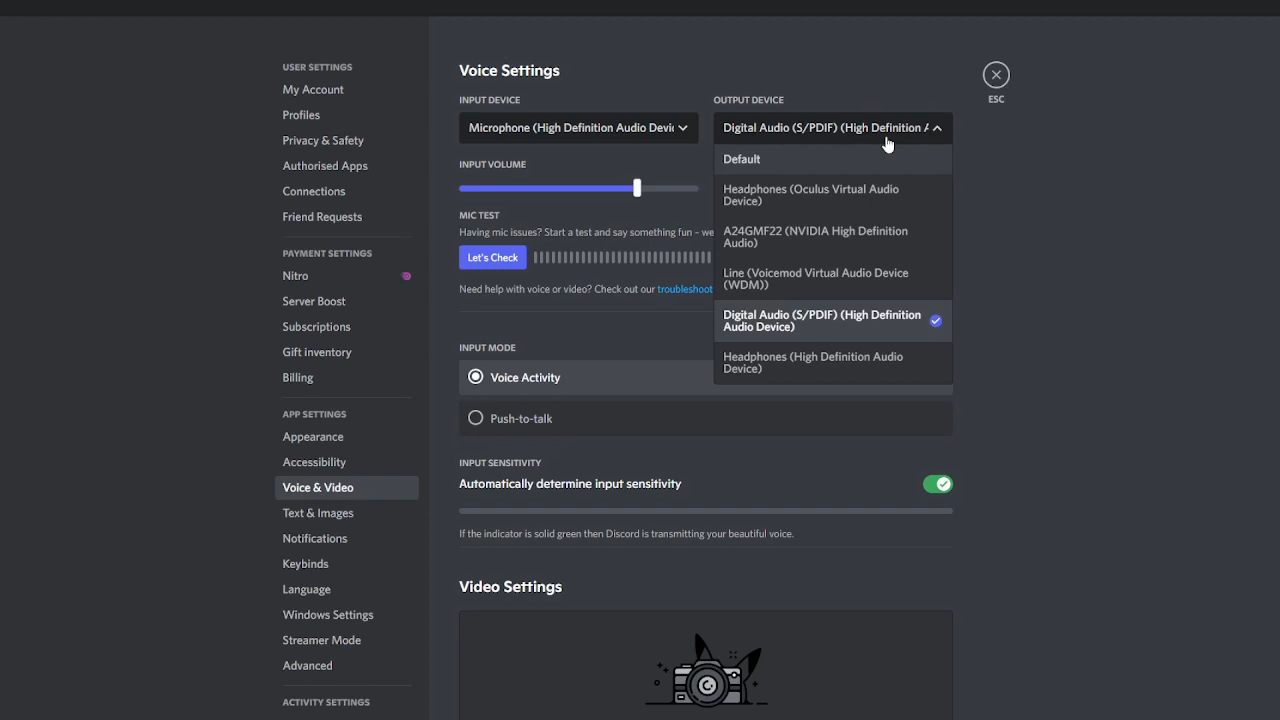 USER SETTINGS
My Account
Profiles
Privacy & Safety
Authorised Apps
Connections
Friend Requests
PAYMENT SETTINGS
Nitro
Server Boost
Subscriptions
Gift inventory
Billing
APP SETTINGS
Appearance
Accessibility
Voice & Video
Text & Images
Notifications
Keybinds
Language
Windows Settings
Streamer Mode
Advanced
ACTIVITY SETTINGS
Voice Settings
INPUT DEVICE
Microphone (High Definition Audio Devi
INPUT VOLUME
MIC TEST
Having mic issues? Start a test and say something fun – we
Let's Check
Need help with voice or video? Check out our troubleshoot
OUTPUT DEVICE
Digital Audio (S/PDIF) (High Definition A
Default
Headphones (Oculus Virtual Audio
Device)
A24GMF22 (NVIDIA High Definition
Audio)
Line (Voicemod Virtual Audio Device
(WDM))
Digital Audio (S/PDIF) (High Definition
Audio Device)
Headphones (High Definition Audio
Device)
ESC
INPUT MODE
Voice Activity
Push-to-talk
INPUT SENSITIVITY
Automatically determine input sensitivity
If the indicator is solid green then Discord is transmitting your beautiful voice.
Video Settings